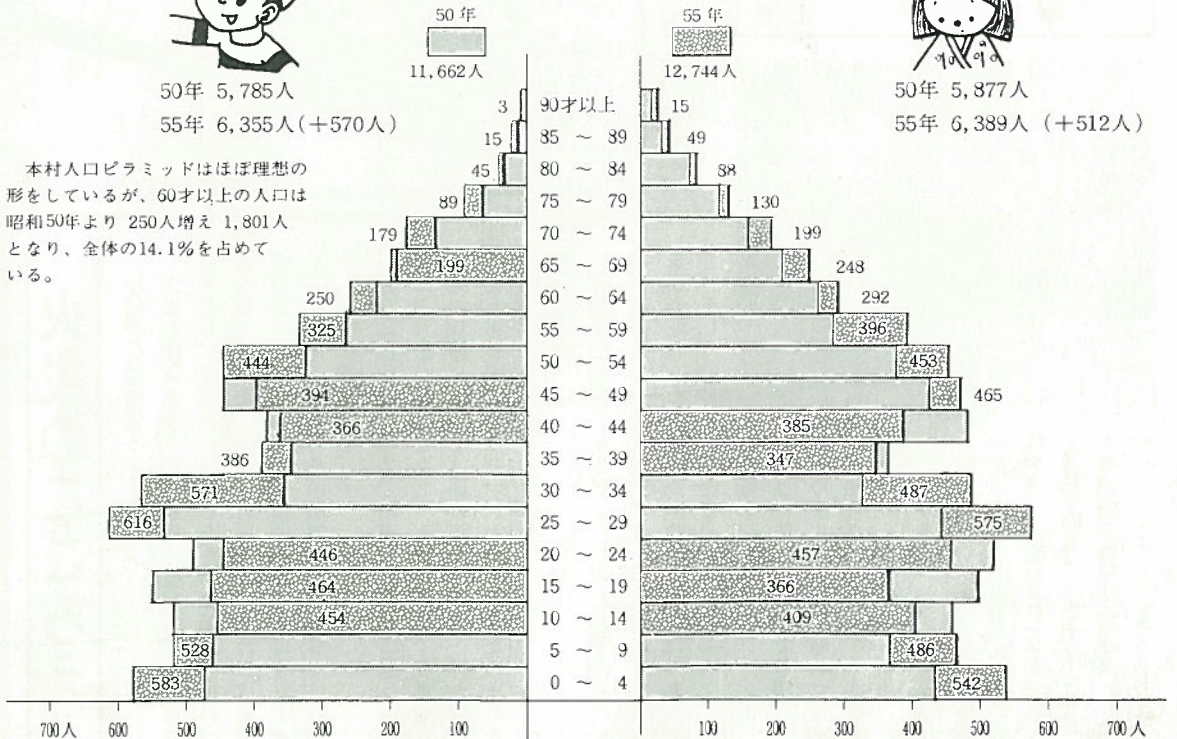 50年
11,662人
55年
12,744人
50年 5,785人
55年 6,355人(+570人)
50年 5,877人
55年 6,389人 (+512人)
本村人口ピラミッドはほぼ理想の
形をしているが、60才以上の人口は
昭和50年より 250人増え 1,801人
となり、全体の14.1%を占めて
いる。
3 90才以上 15
15 85 ~ 89 49
45 80 ~ 84 88
89 75 ~ 79 130
179 70 ~ 74 199
199 65 ~ 69 248
250 60 ~ 64 292
325 55 ~ 59 396
444 50 ~ 54 453
394 45 ~ 49 465
366 40 ~ 44 385
386 35 ~ 39 347
571 30 ~ 34 487
616 25 ~ 29 575
446 20 ~ 24 457
464 15 ~ 19 366
454 10 ~ 14 409
528 5 ~ 9 486
583 0 ~ 4 542
700人 600 500 400 300 200 100 100 200 300 400 500 600 700人